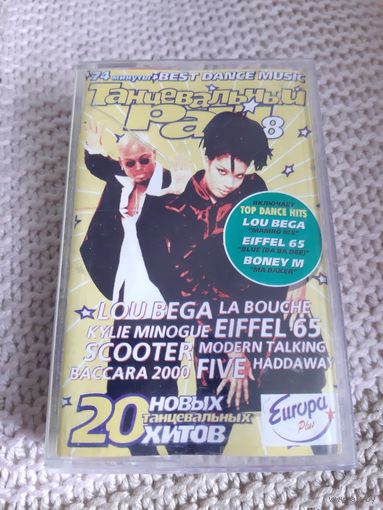 74 минуты BEST DANCE MUSIC
Танцевальный
Рай 8
ВКЛЮЧАЕТ
TOP DANCE HITS
LOU BEGA
"MAMBO №5"
EIFFEL 65
"BLUE (DA BA DEE)"
BONEY M
"MA BAKER"
LOU BEGA LA BOUCHE
KYLIE MINOGUE EIFFEL 65
SCOOTER MODERN TALKING
BACCARA 2000 FIVE HADDAWAY
20 НОВЫХ
танцевальных
ХИТОВ
Europa
Plus